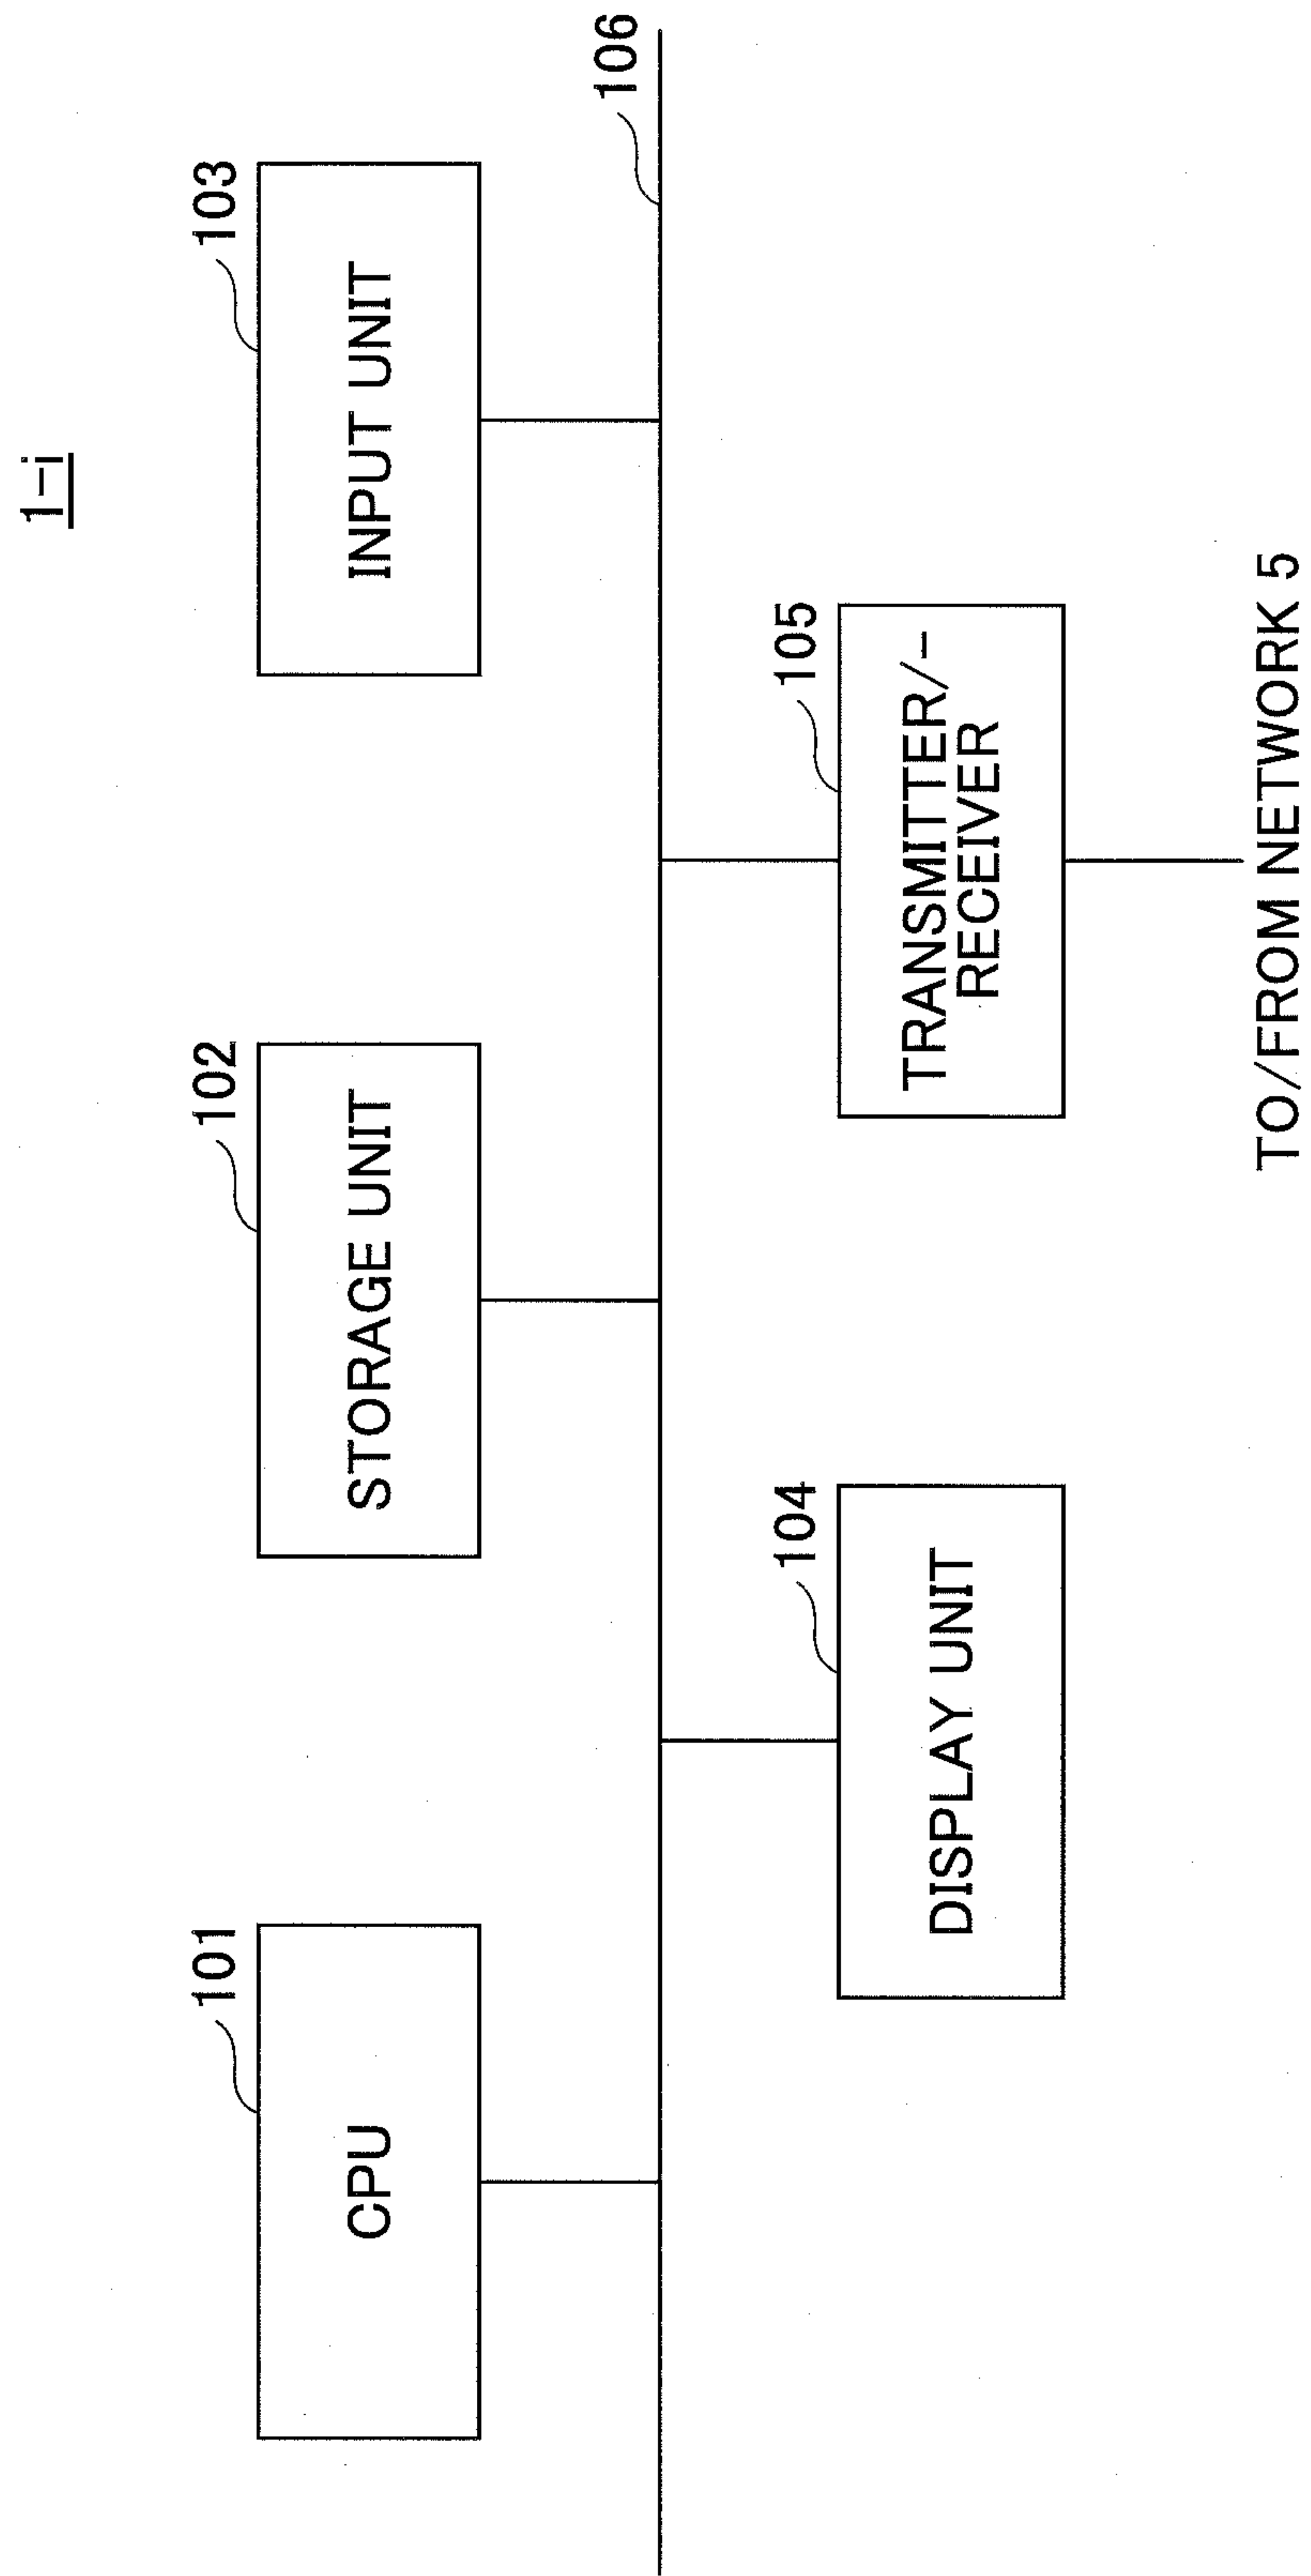 1-i
101
102
103
CPU
STORAGE UNIT
INPUT UNIT
106
104
105
DISPLAY UNIT
TRANSMITTER/-
RECEIVER
TO/FROM NETWORK 5